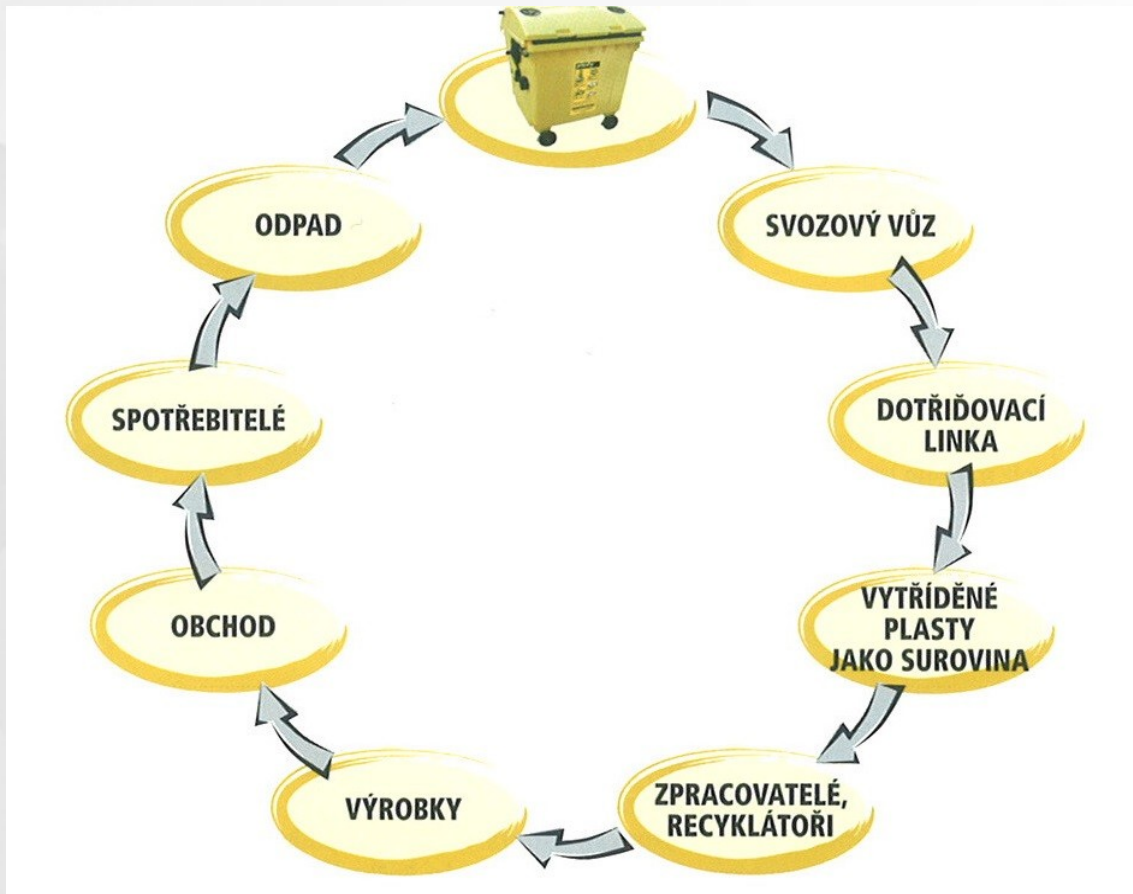 ODPAD
SVOZOVÝ VŮZ
SPOTŘEBITELÉ
DOTŘIĎOVACÍ
LINKA
OBCHOD
VYTŘÍDĚNÉ
PLASTY
JAKO SUROVINA
VÝROBKY
ZPRACOVATELÉ,
RECYKLÁTOŘI